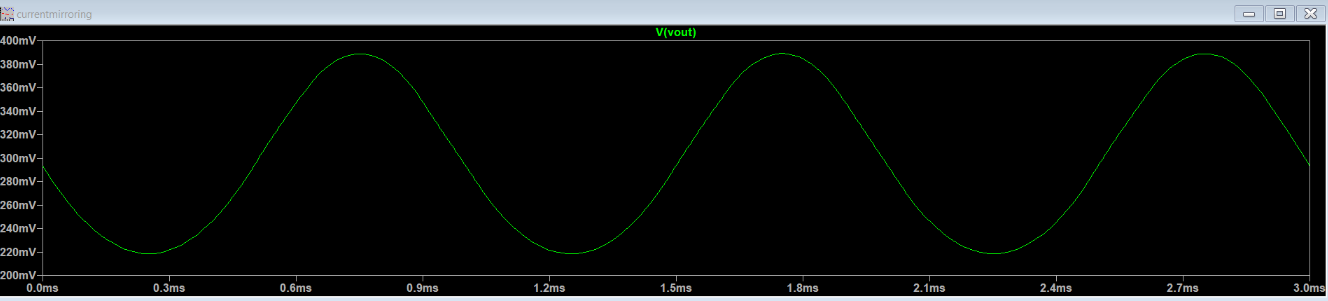 currentmirroring
V(vout)
400mV
380mV
360mV
340mV
320mV
300mV
280mV
260mV
240mV
220mV
200mV
0.0ms 0.3ms 0.6ms 0.9ms 1.2ms 1.5ms 1.8ms 2.1ms 2.4ms 2.7ms 3.0ms